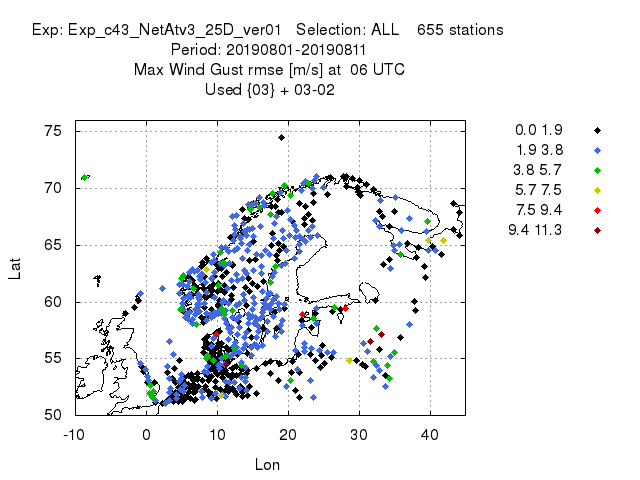 Exp: Exp_c43_NetAtv3_25D_ver01 Selection: ALL 655 stations
Period: 20190801-20190811
Max Wind Gust rmse [m/s] at 06 UTC
Used {03} + 03-02
0.0 1.9
1.9 3.8
3.8 5.7
5.7 7.5
7.5 9.4
9.4 11.3
75
70
65
60
55
50
Lat
-10 0 10 20 30 40
Lon